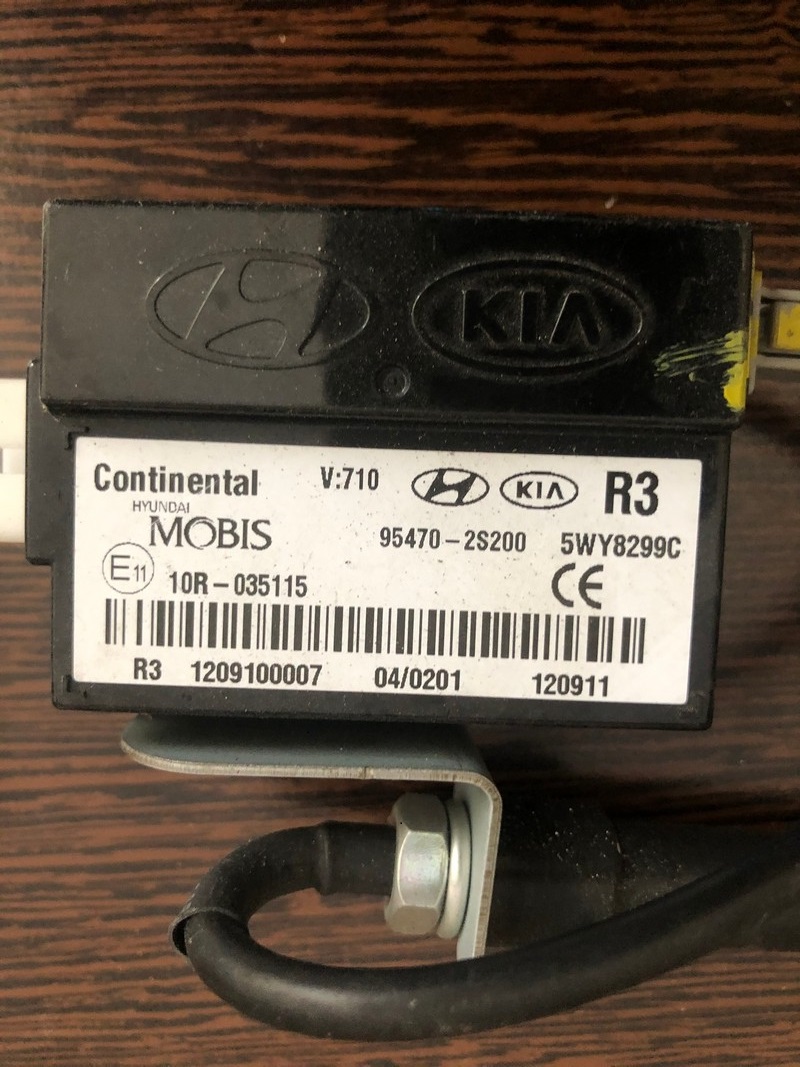 KIA
Continental V:710 KIA R3
HYUNDAI
MOBIS 95470-2S200 5WY8299C
E11 10R-035115 CE
R3 1209100007 04/0201 120911